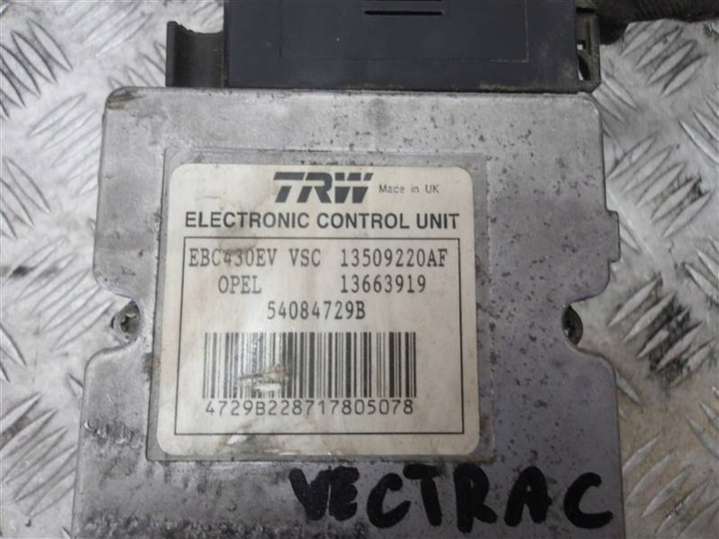 TRW Made in UK
ELECTRONIC CONTROL UNIT
EBC430EV VSC 13509220AF
OPEL 13663919
54084729B
4729B228717805078
VECTRAC